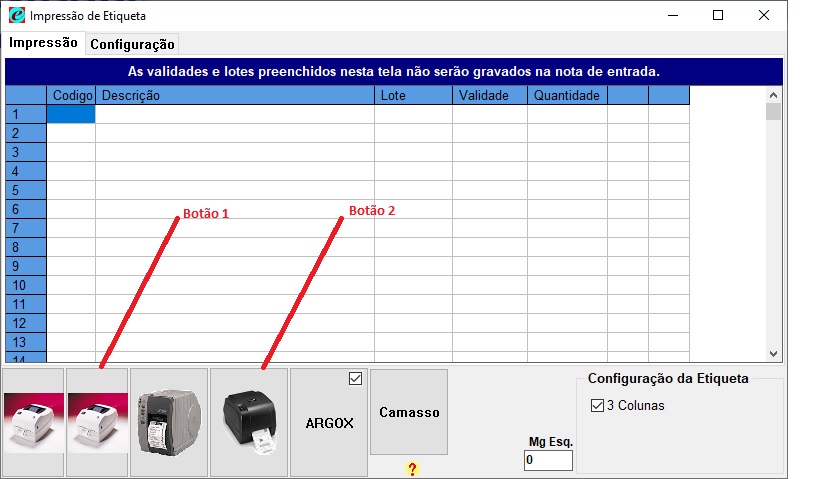 Impressão de Etiqueta
Impressão Configuração
As validades e lotes preenchidos nesta tela não serão gravados na nota de entrada.
Codigo Descrição Lote Validade Quantidade
1
2
3
4
5
6
Botão 1 Botão 2
7
8
9
10
11
12
13
14
Configuração da Etiqueta
3 Colunas
ARGOX
Camasso
Mg Esq.
0
?